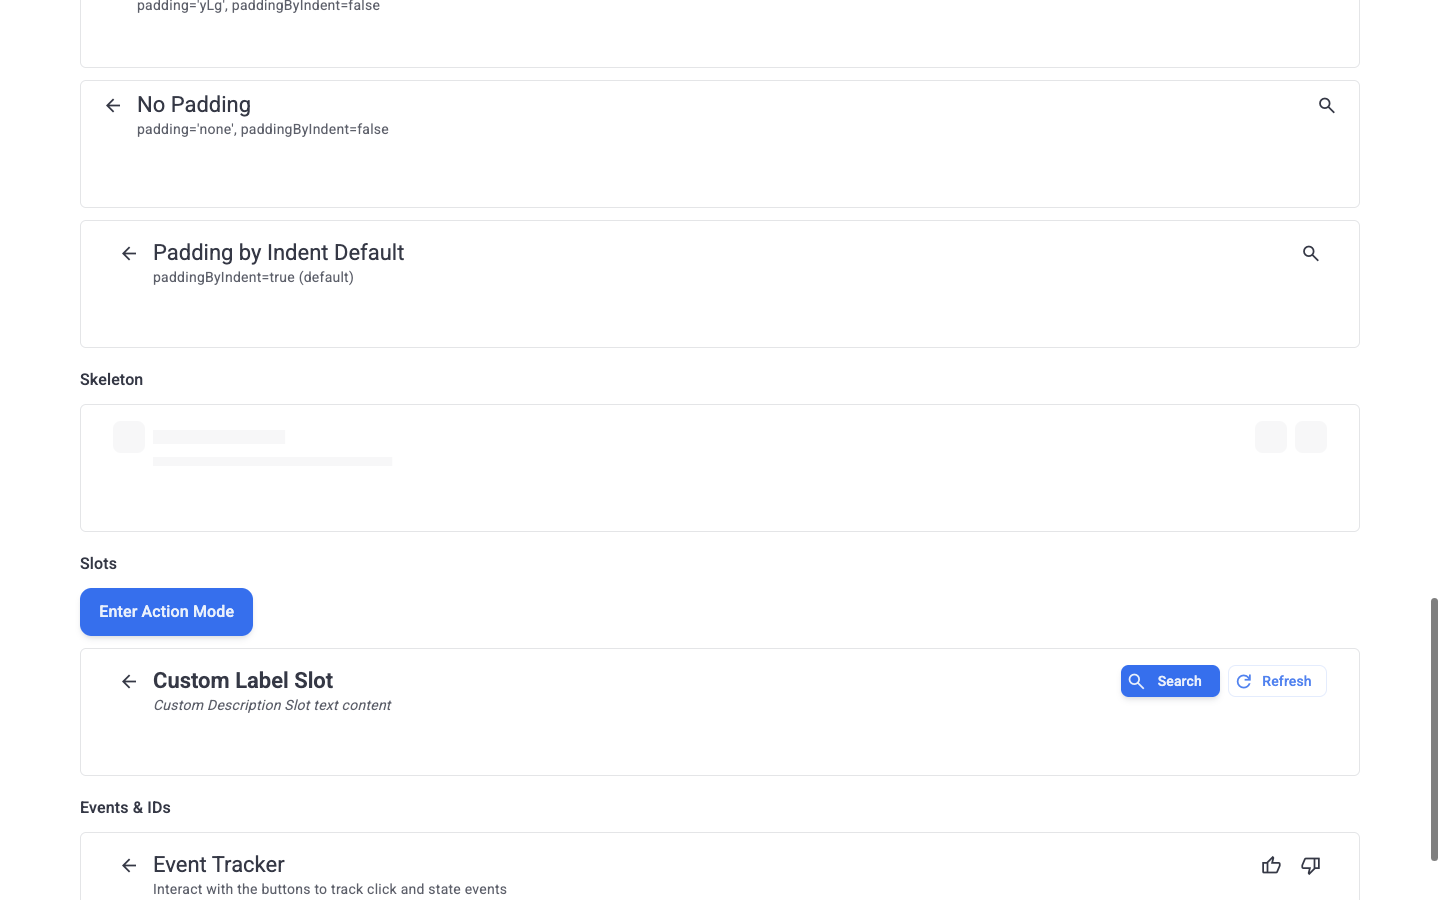 padding='yLg', paddingByIndent=false
No Padding
padding='none', paddingByIndent=false
Padding by Indent Default
paddingByIndent=true (default)
Skeleton
Slots
Enter Action Mode
Custom Label Slot
Search
Refresh
Custom Description Slot text content
Events & IDs
Event Tracker
Interact with the buttons to track click and state events